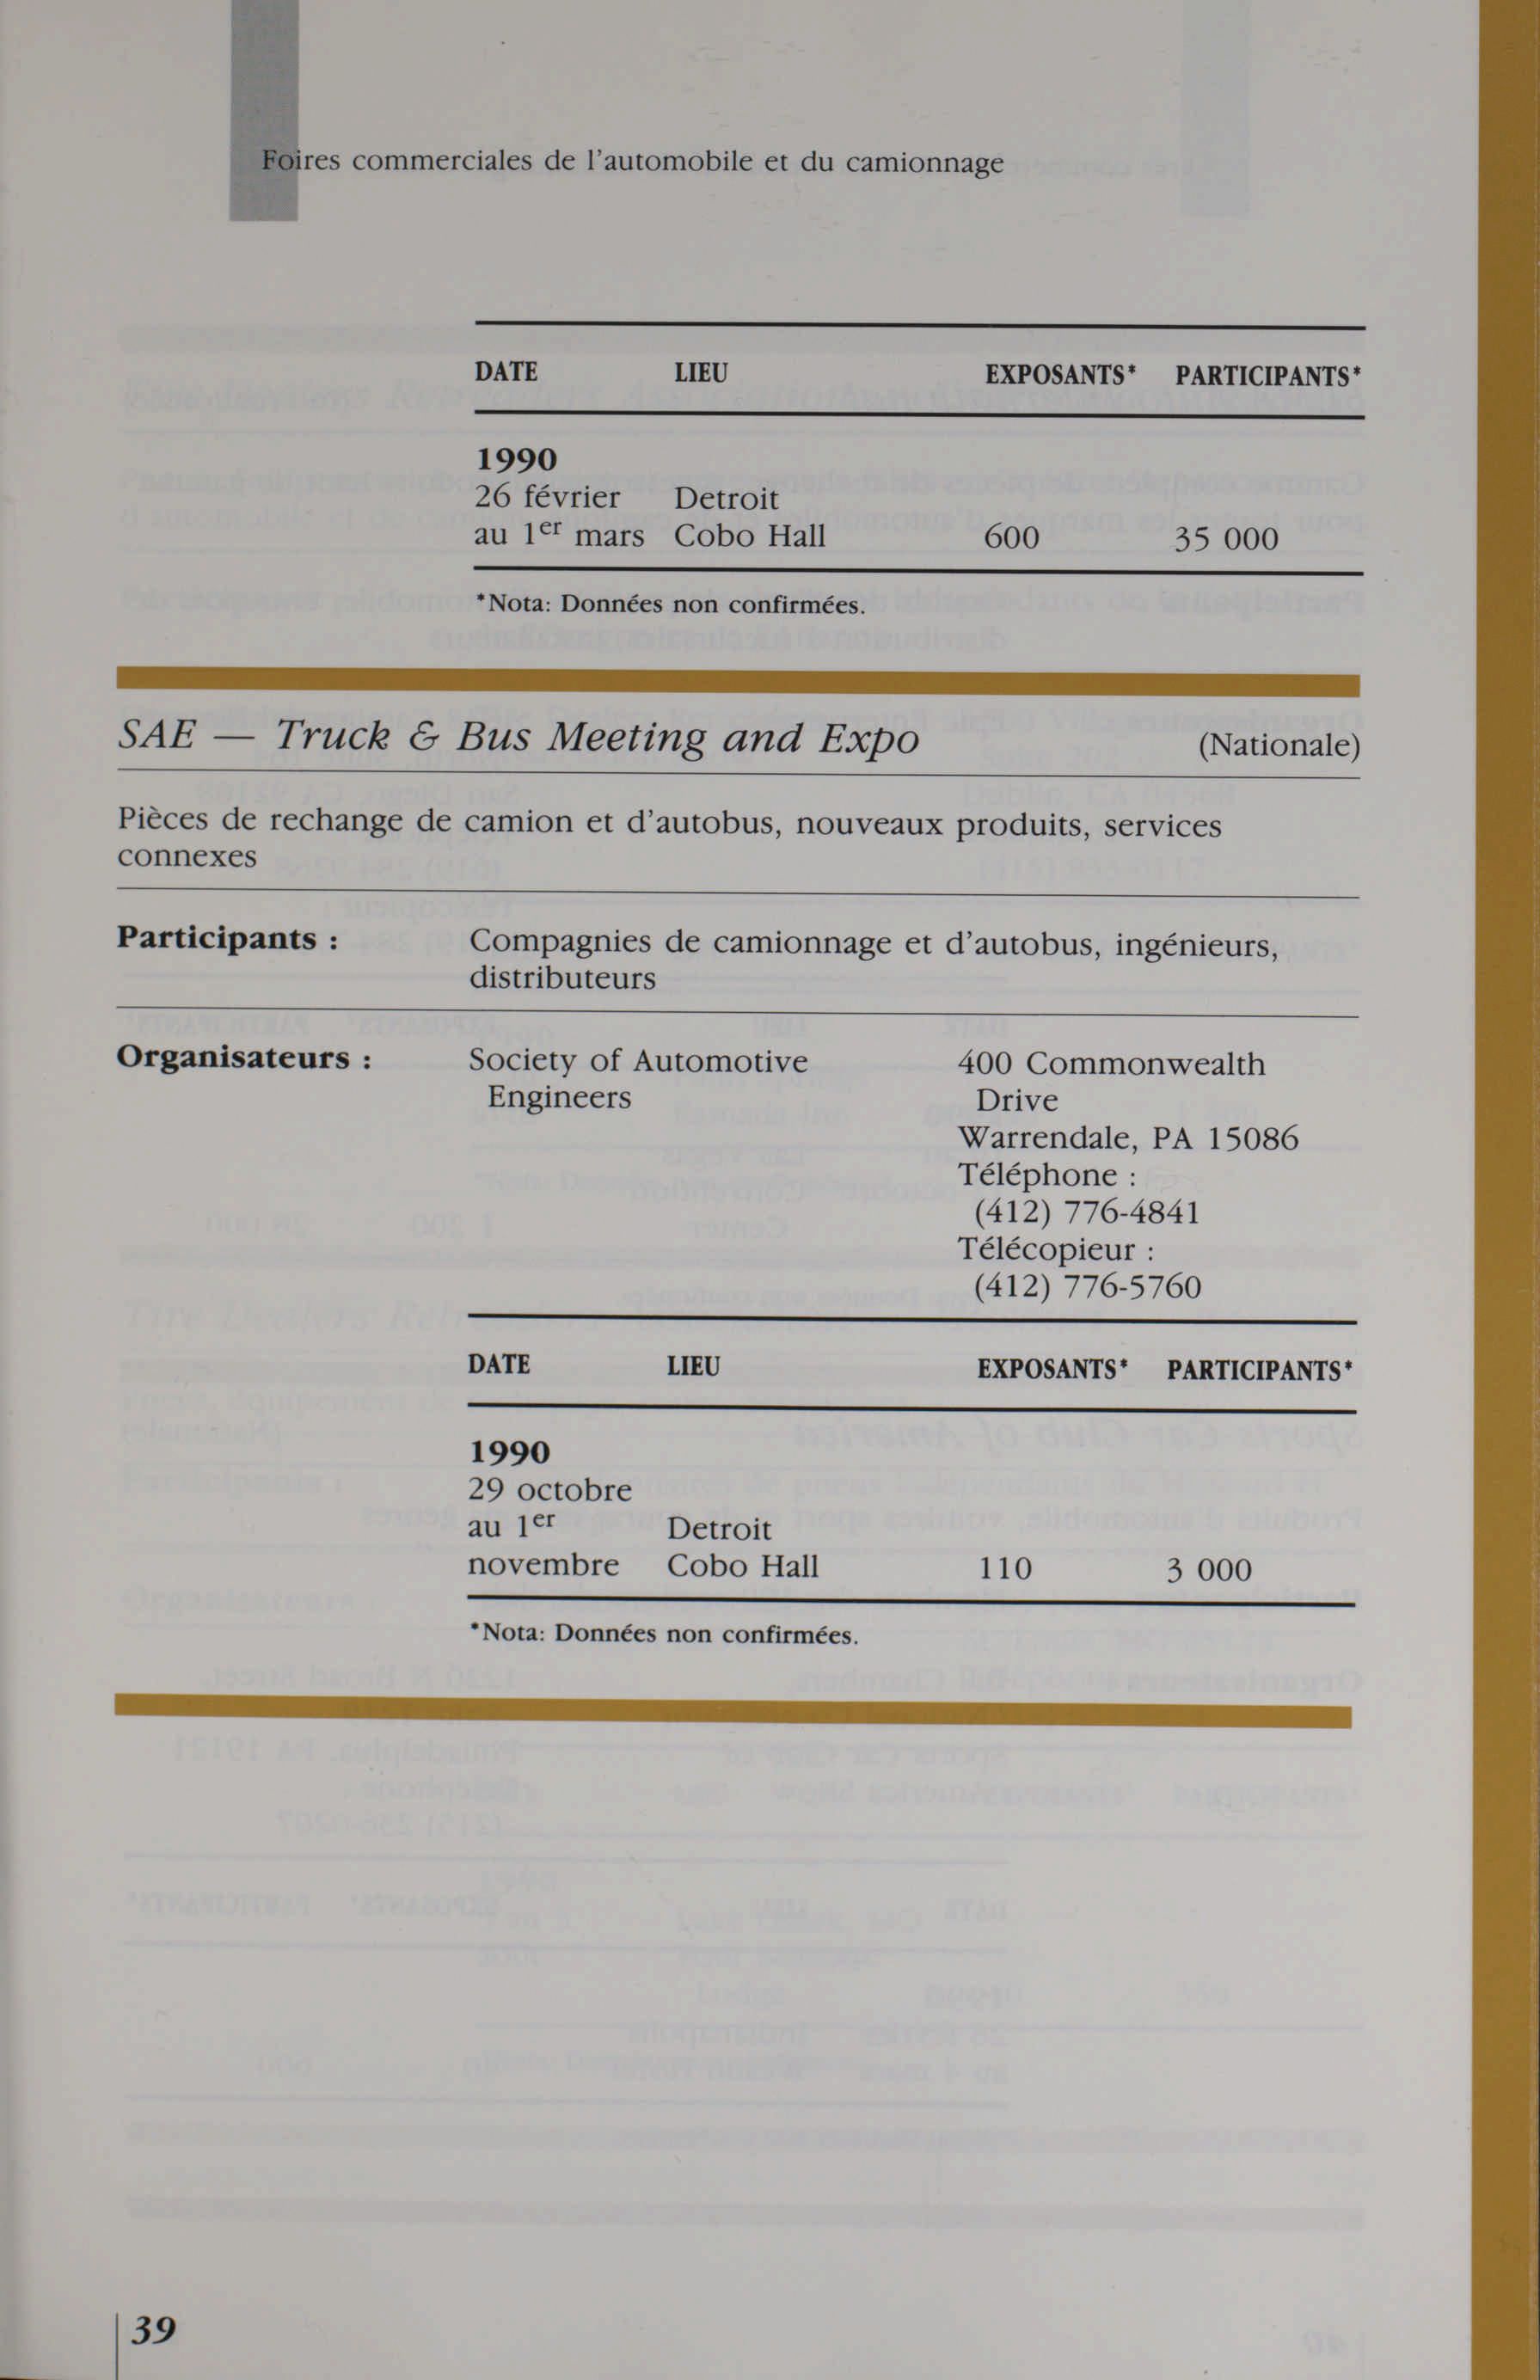 Foires commerciales de l'automobile et du camionnage
DATE LIEU EXPOSANTS* PARTICIPANTS*
1990
26 février Detroit
au 1er mars Cobo Hall 600 35 000
*Nota: Données non confirmées.
SAE — Truck & Bus Meeting and Expo (Nationale)
Pièces de rechange de camion et d'autobus, nouveaux produits, services
connexes
Participants : Compagnies de camionnage et d'autobus, ingénieurs,
distributeurs
Organisateurs : Society of Automotive 400 Commonwealth
Engineers Drive
Warrendale, PA 15086
Téléphone :
(412) 776-4841
Télécopieur :
(412) 776-5760
DATE LIEU EXPOSANTS* PARTICIPANTS*
1990
29 octobre
au 1er Detroit
novembre Cobo Hall 110 3 000
*Nota: Données non confirmées.
39